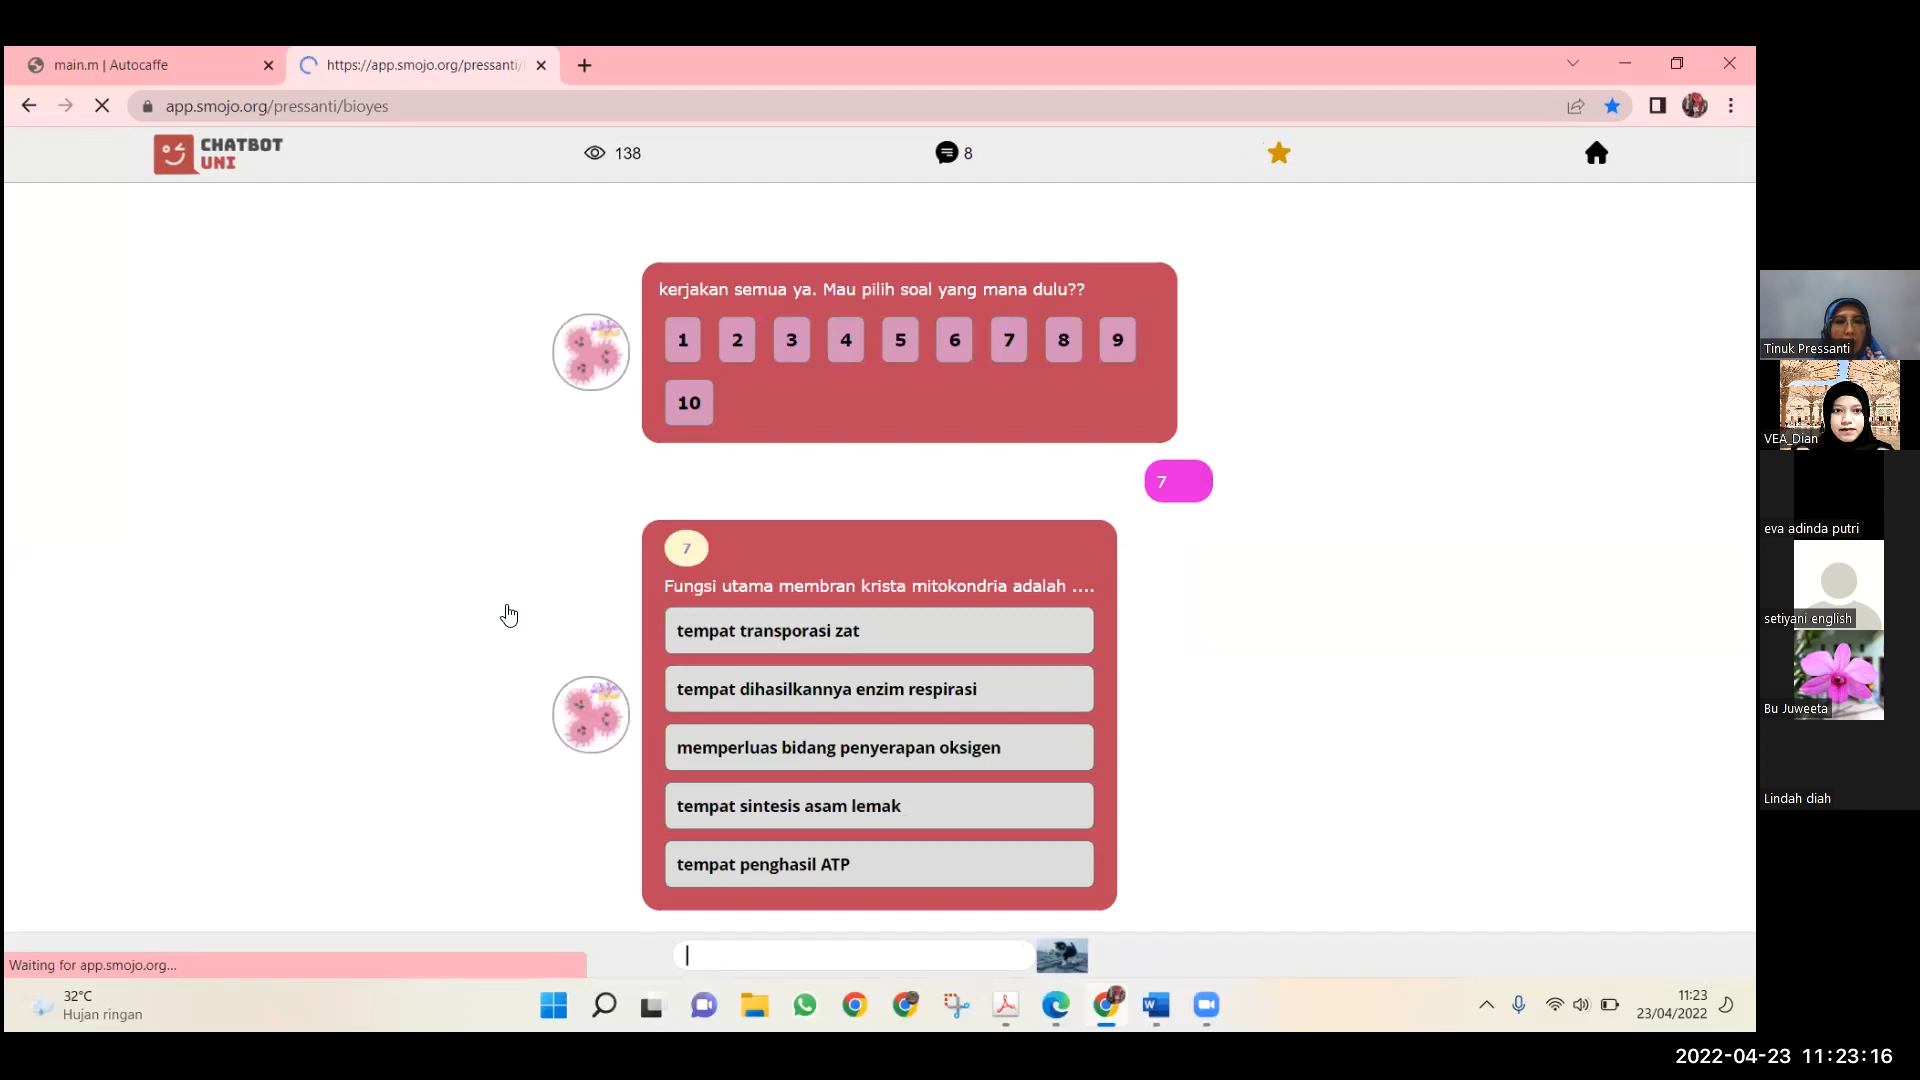 main.m | Autocaffe
https://app.smojo.org/pressanti/
app.smojo.org/pressanti/bioyes
CHATBOT
UNI
138
8
kerjakan semua ya. Mau pilih soal yang mana dulu??
1 2 3 4 5 6 7 8 9
10
7
7
Fungsi utama membran krista mitokondria adalah ....
tempat transporasi zat
tempat dihasilkannya enzim respirasi
memperluas bidang penyerapan oksigen
tempat sintesis asam lemak
tempat penghasil ATP
Waiting for app.smojo.org...
32°C
Hujan ringan
11:23
23/04/2022
Tinuk Pressanti
VEA_Dian
eva adinda putri
setiyani english
Bu Juweeta
Lindah diah
2022-04-23 11:23:16